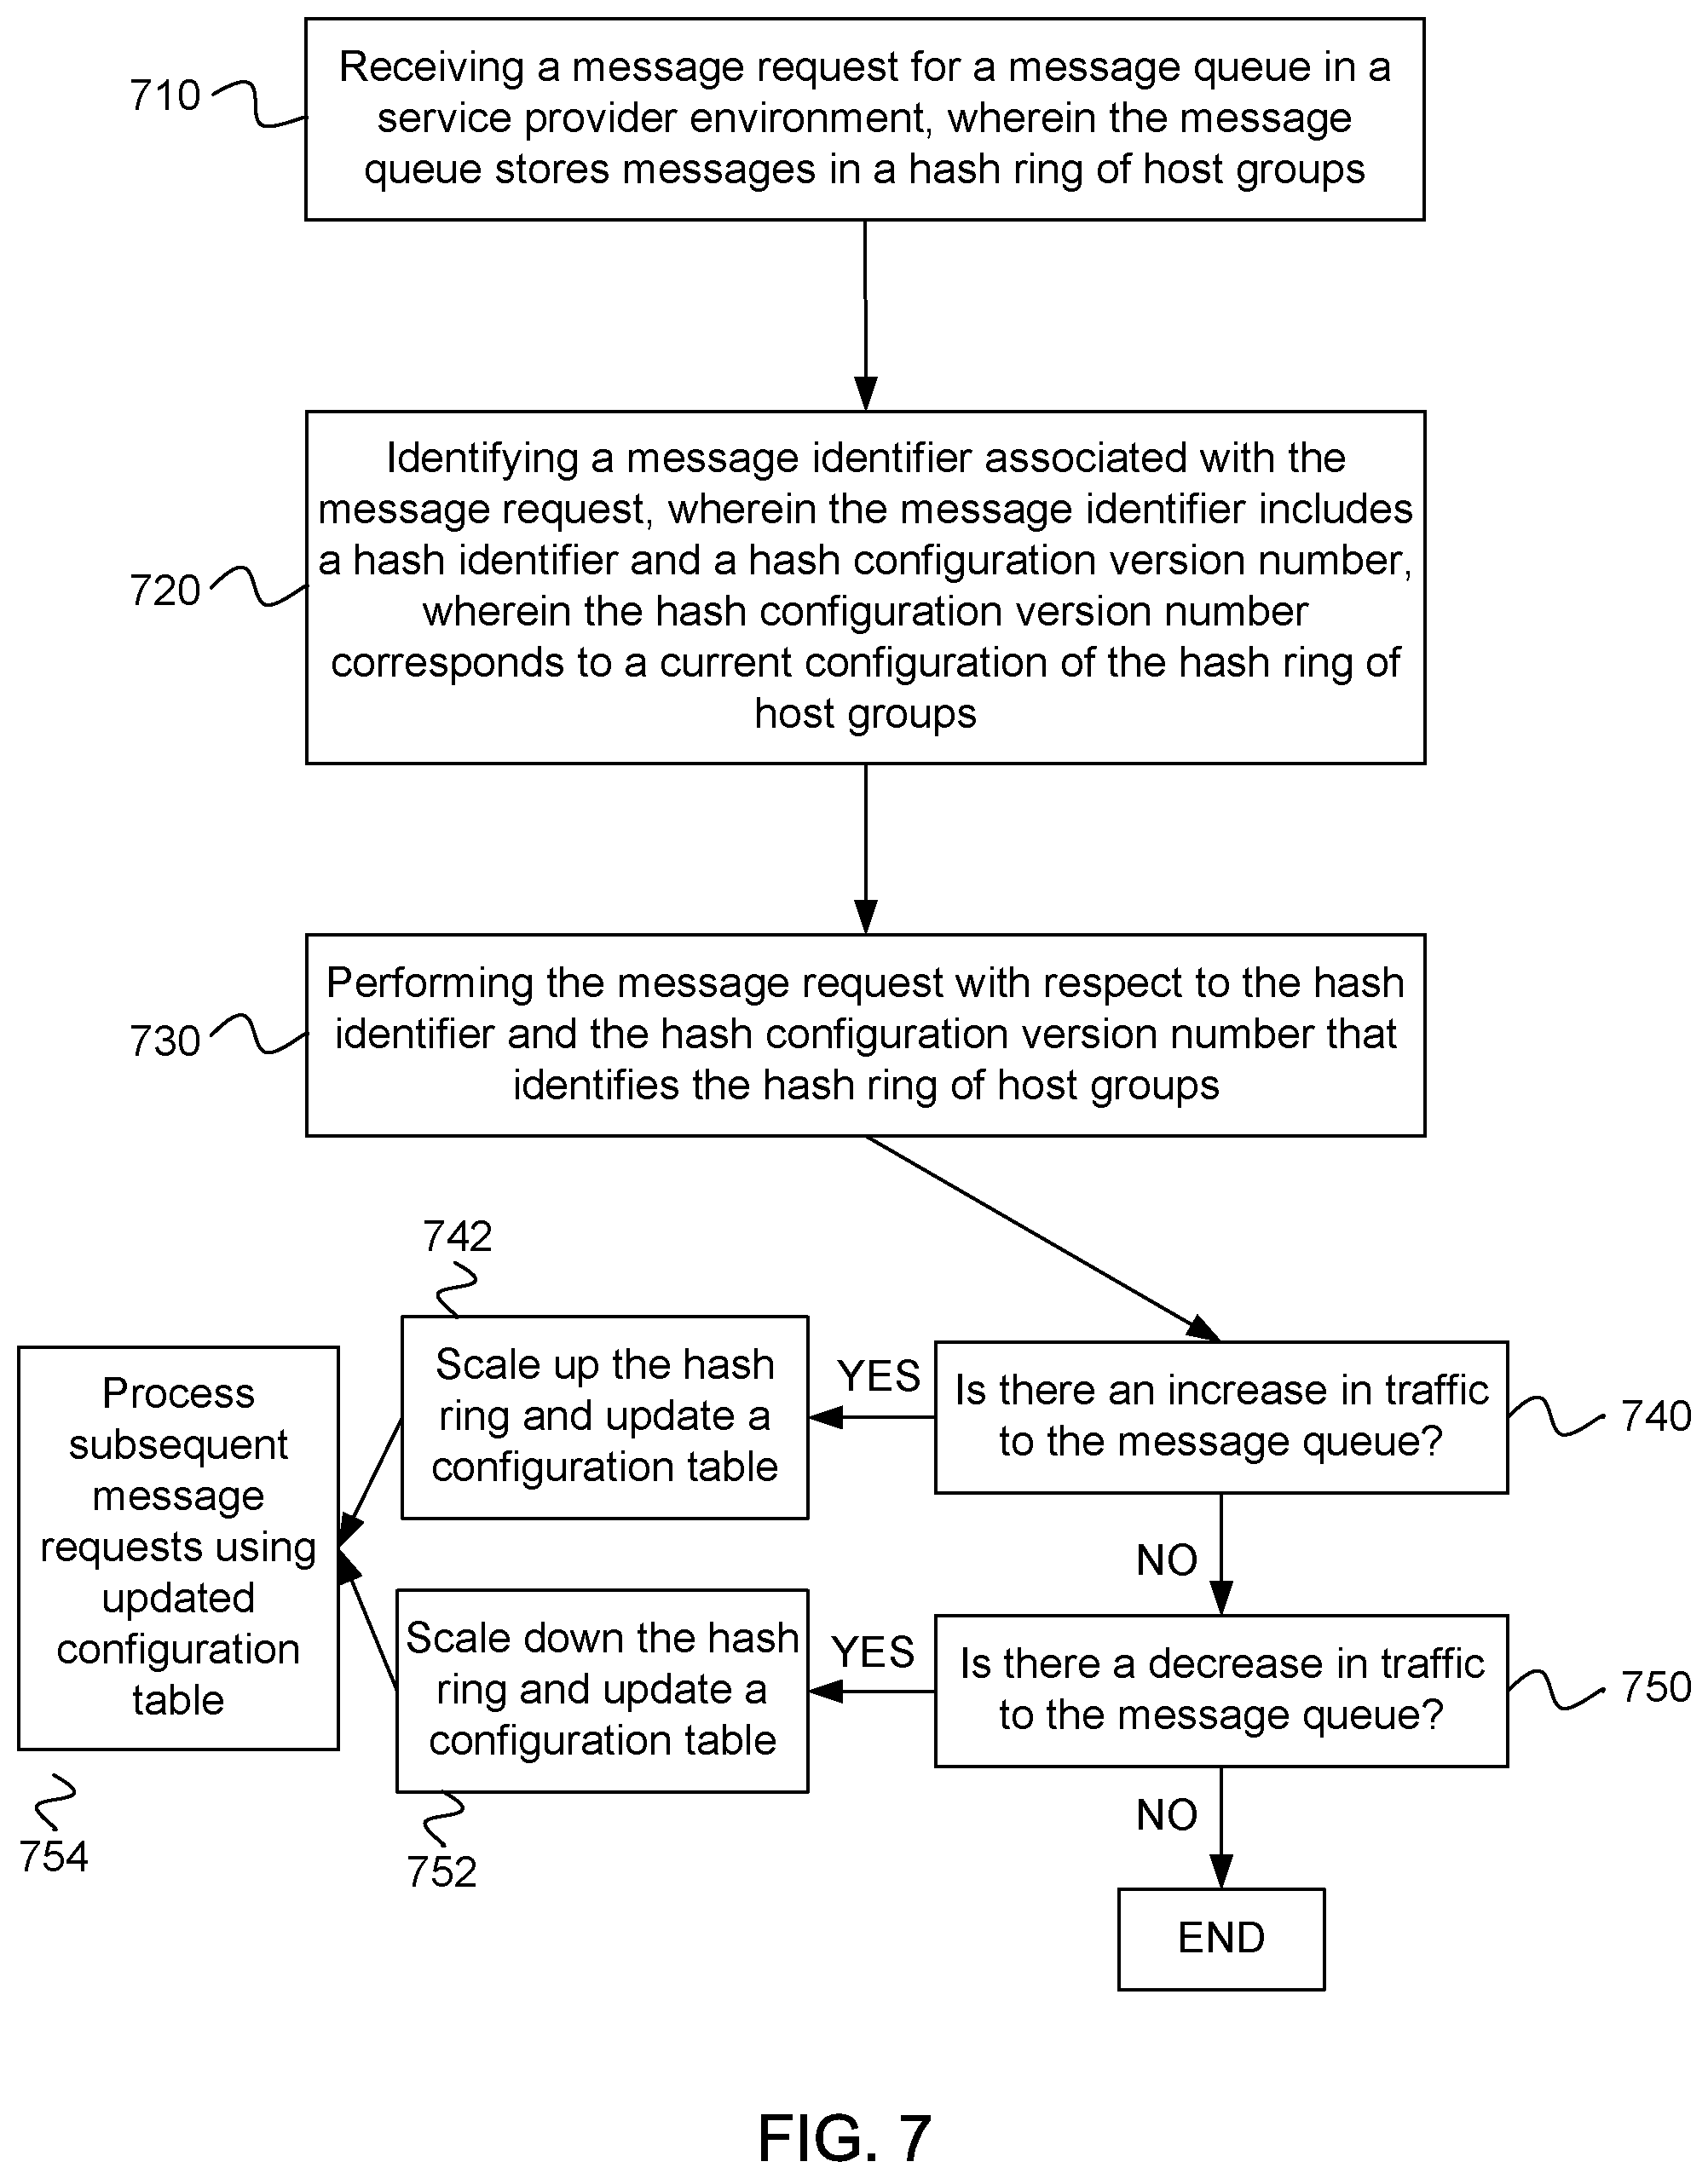 710
Receiving a message request for a message queue in a
service provider environment, wherein the message
queue stores messages in a hash ring of host groups
720
Identifying a message identifier associated with the
message request, wherein the message identifier includes
a hash identifier and a hash configuration version number,
wherein the hash configuration version number
corresponds to a current configuration of the hash ring of
host groups
730
Performing the message request with respect to the hash
identifier and the hash configuration version number that
identifies the hash ring of host groups
740
Is there an increase in traffic
to the message queue?
YES
742
Scale up the hash
ring and update a
configuration table
NO
750
Is there a decrease in traffic
to the message queue?
YES
752
Scale down the hash
ring and update a
configuration table
754
Process
subsequent
message
requests using
updated
configuration
table
NO
END
FIG. 7